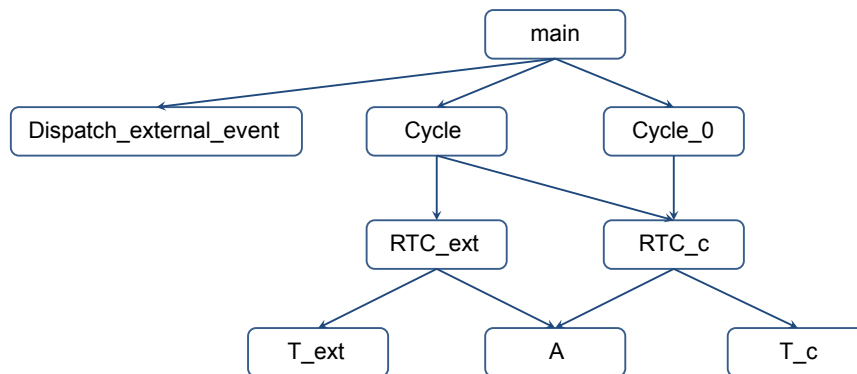 main
Dispatch_external_event
Cycle
Cycle_0
RTC_ext
RTC_c
T_ext
A
T_c